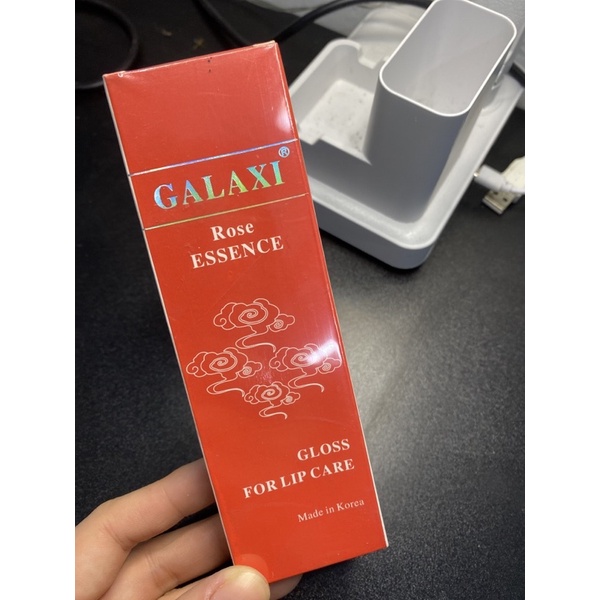 GALAXI®
Rose
ESSENCE
GLOSS
FOR LIP CARE
Made in Korea